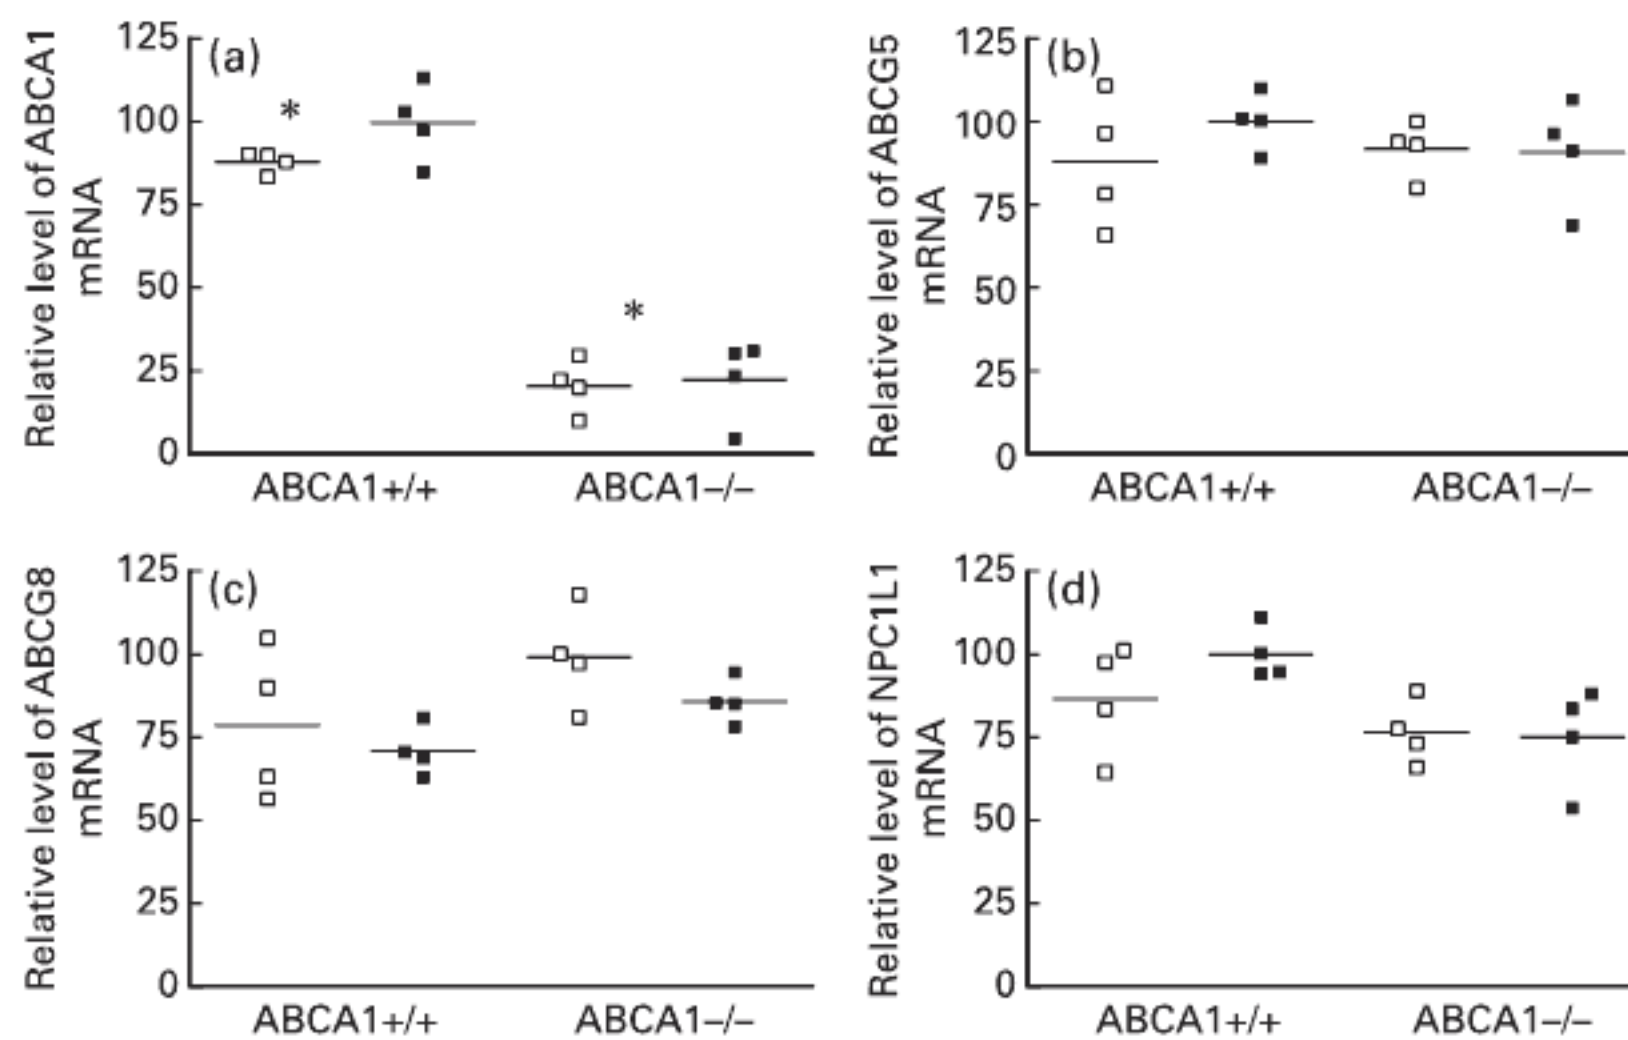 Relative level of ABCA1
mRNA
125
100
75
50
25
0
(a)
*
*
ABCA1+/+
ABCA1–/–
Relative level of ABCG5
mRNA
125
100
75
50
25
0
(b)
ABCA1+/+
ABCA1–/–
Relative level of ABCG8
mRNA
125
100
75
50
25
0
(c)
ABCA1+/+
ABCA1–/–
Relative level of NPC1L1
mRNA
125
100
75
50
25
0
(d)
ABCA1+/+
ABCA1–/–